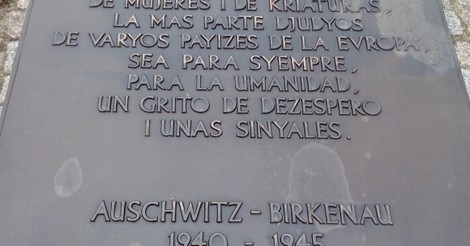 DE MUJERES I DE KRIATURAS,
LA MAS PARTE DJUDYOS
DE VARYOS PAYIZES DE LA EVROPA,
SEA PARA SYEMPRE,
PARA LA UMANIDAD,
UN GRITO DE DEZESPERO
I UNAS SINYALES.
AUSCHWITZ - BIRKENAU
1940 - 1945